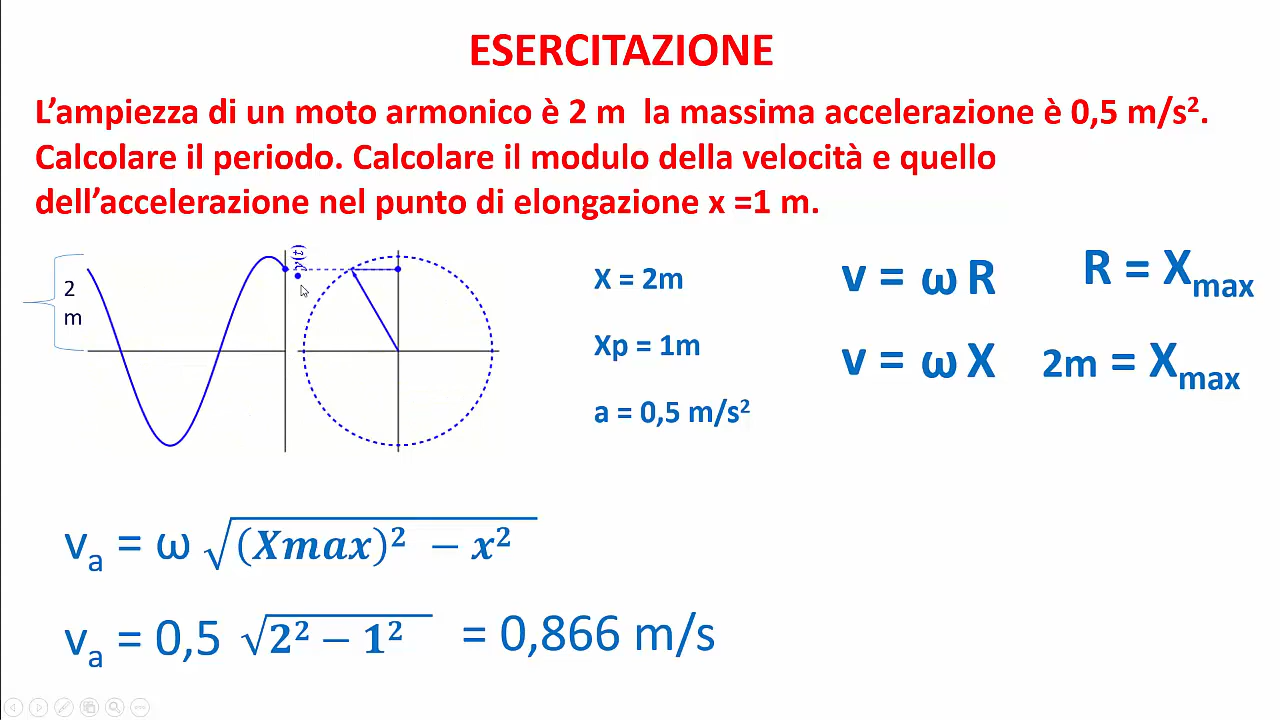 ESERCITAZIONE
L'ampiezza di un moto armonico è 2 m la massima accelerazione è 0,5 m/s².
Calcolare il periodo. Calcolare il modulo della velocità e quello
dell'accelerazione nel punto di elongazione x =1 m.
2
m
X = 2m
Xp = 1m
a = 0,5 m/s²
v = ω R
R = Xmax
v = ω X
2m = Xmax
va = ω √(Xmax)² − x²
va = 0,5 √2² − 1² = 0,866 m/s